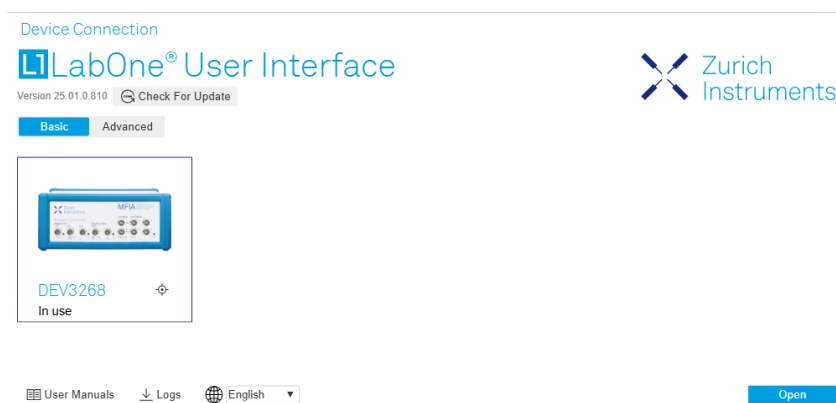 Device Connection
L1 LabOne® User Interface
Zurich
Instruments
Version 25.01.0.810 Check For Update
Basic Advanced
MFIA
DEV3268
In use
User Manuals Logs English
Open